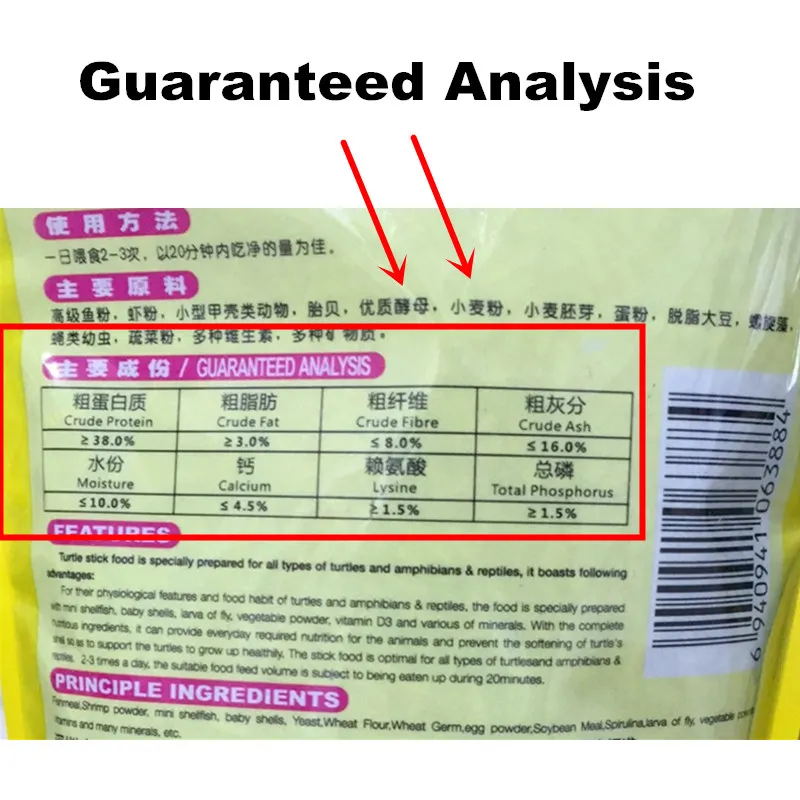 Guaranteed Analysis
使用方法
一日喂食2-3次, 以20分钟内吃净的量为佳。
主要原料
高级鱼粉, 虾粉, 小型甲壳类动物, 胎贝, 优质酵母, 小麦粉, 小麦胚芽, 蛋粉, 脱脂大豆, 螺旋藻,
蝇类幼虫, 蔬菜粉, 多种维生素, 多种矿物质。
主要成份/GUARANTEED ANALYSIS
粗蛋白质 粗脂肪 粗纤维 粗灰分
Crude Protein Crude Fat Crude Fibre Crude Ash
≥38.0% ≥3.0% ≤8.0% ≤16.0%
水份 钙 赖氨酸 总磷
Moisture Calcium Lysine Total Phosphorus
≤10.0% ≤4.5% ≥1.5% ≥1.5%
FEATURES
Turtle stick food is specially prepared for all types of turtles and amphibians & reptiles, it boasts following
advantages:
For their physiological features and food habit of turtles and amphibians & reptiles, the food is specially prepared
with mini shellfish, baby shells, larva of fly, vegetable powder, vitamin D3 and various of minerals. With the complete
nutritious ingredients, it can provide everyday required nutrition for the animals and prevent the softening of turtle's
shell so as to support the turtles to grow up healthily. The stick food is optimal for all types of turtlesand amphibians &
reptiles. 2-3 times a day, the suitable food feed volume is subject to being eaten up during 20minutes.
PRINCIPLE INGREDIENTS
Fishmeal,Shrimp powder, mini shellfish, baby shells, Yeast,Wheat Flour,Wheat Germ,egg powder,Soybean Meal,Spirulina,larva of fly, vegetable
vitamins and many minerals, etc.
6 940941 063884